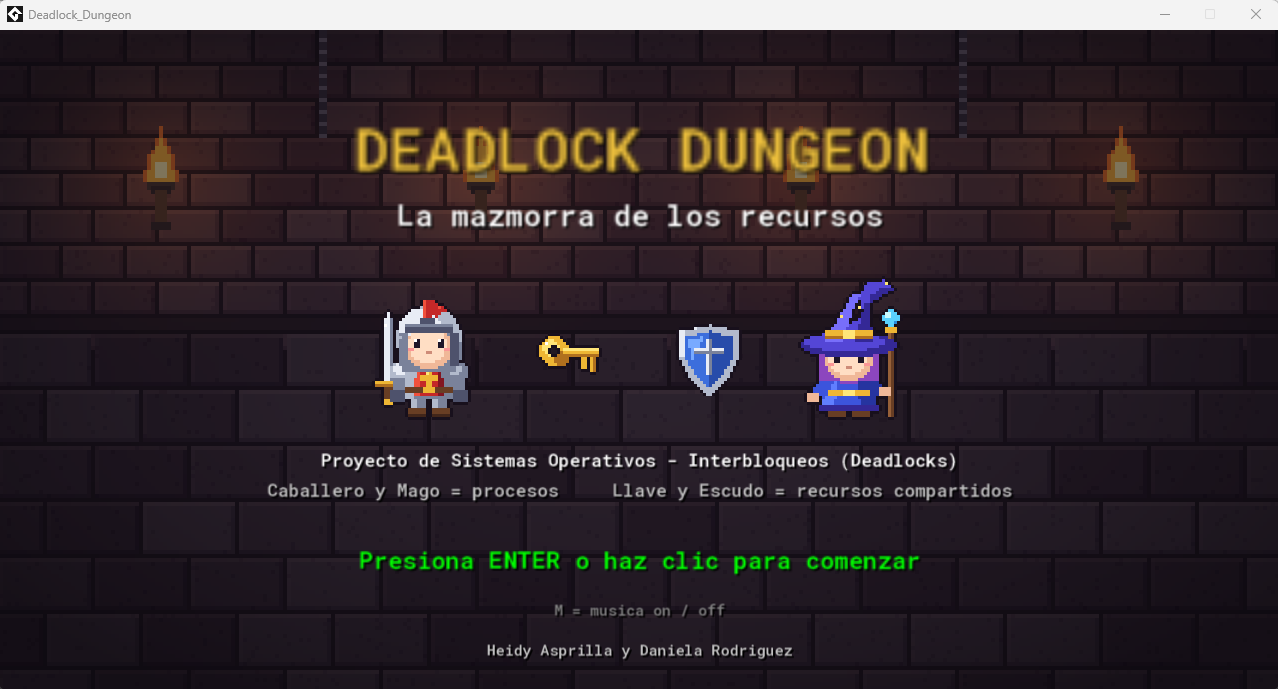 Deadlock_Dungeon
DEADLOCK DUNGEON
La mazmorra de los recursos
Proyecto de Sistemas Operativos - Interbloqueos (Deadlocks)
Caballero y Mago = procesos Llave y Escudo = recursos compartidos
Presiona ENTER o haz clic para comenzar
M = musica on / off
Heidy Asprilla y Daniela Rodriguez